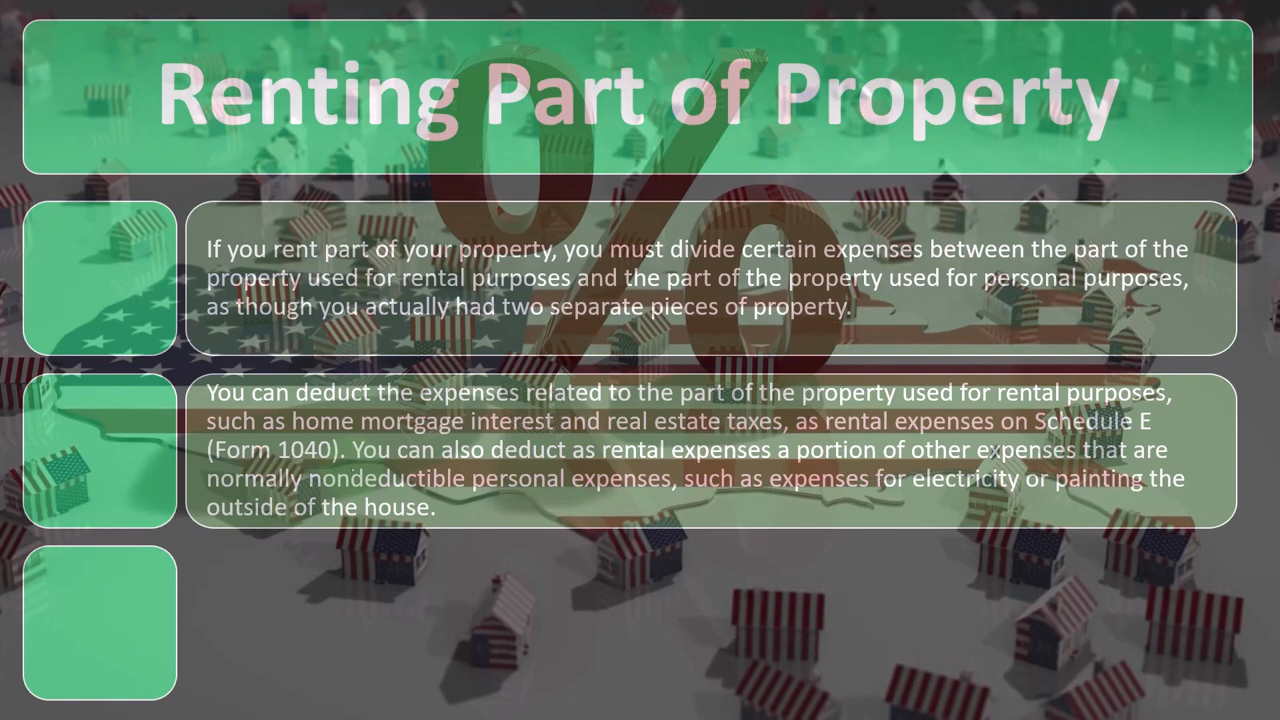 Renting Part of Property
If you rent part of your property, you must divide certain expenses between the part of the
property used for rental purposes and the part of the property used for personal purposes,
as though you actually had two separate pieces of property.
You can deduct the expenses related to the part of the property used for rental purposes,
such as home mortgage interest and real estate taxes, as rental expenses on Schedule E
(Form 1040). You can also deduct as rental expenses a portion of other expenses that are
normally nondeductible personal expenses, such as expenses for electricity or painting the
outside of the house.